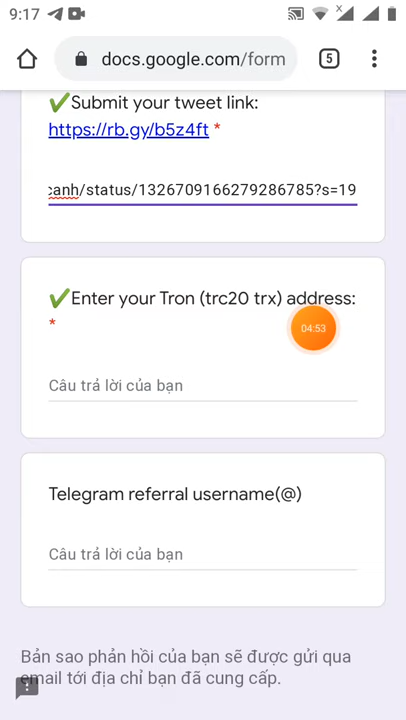 9:17
docs.google.com/form
5
✔Submit your tweet link:
https://rb.gy/b5z4ft *
canh/status/1326709166279286785?s=19
✔Enter your Tron (trc20 trx) address:
*
04:53
Câu trả lời của bạn
Telegram referral username(@)
Câu trả lời của bạn
Bản sao phản hồi của bạn sẽ được gửi qua
email tới địa chỉ bạn đã cung cấp.